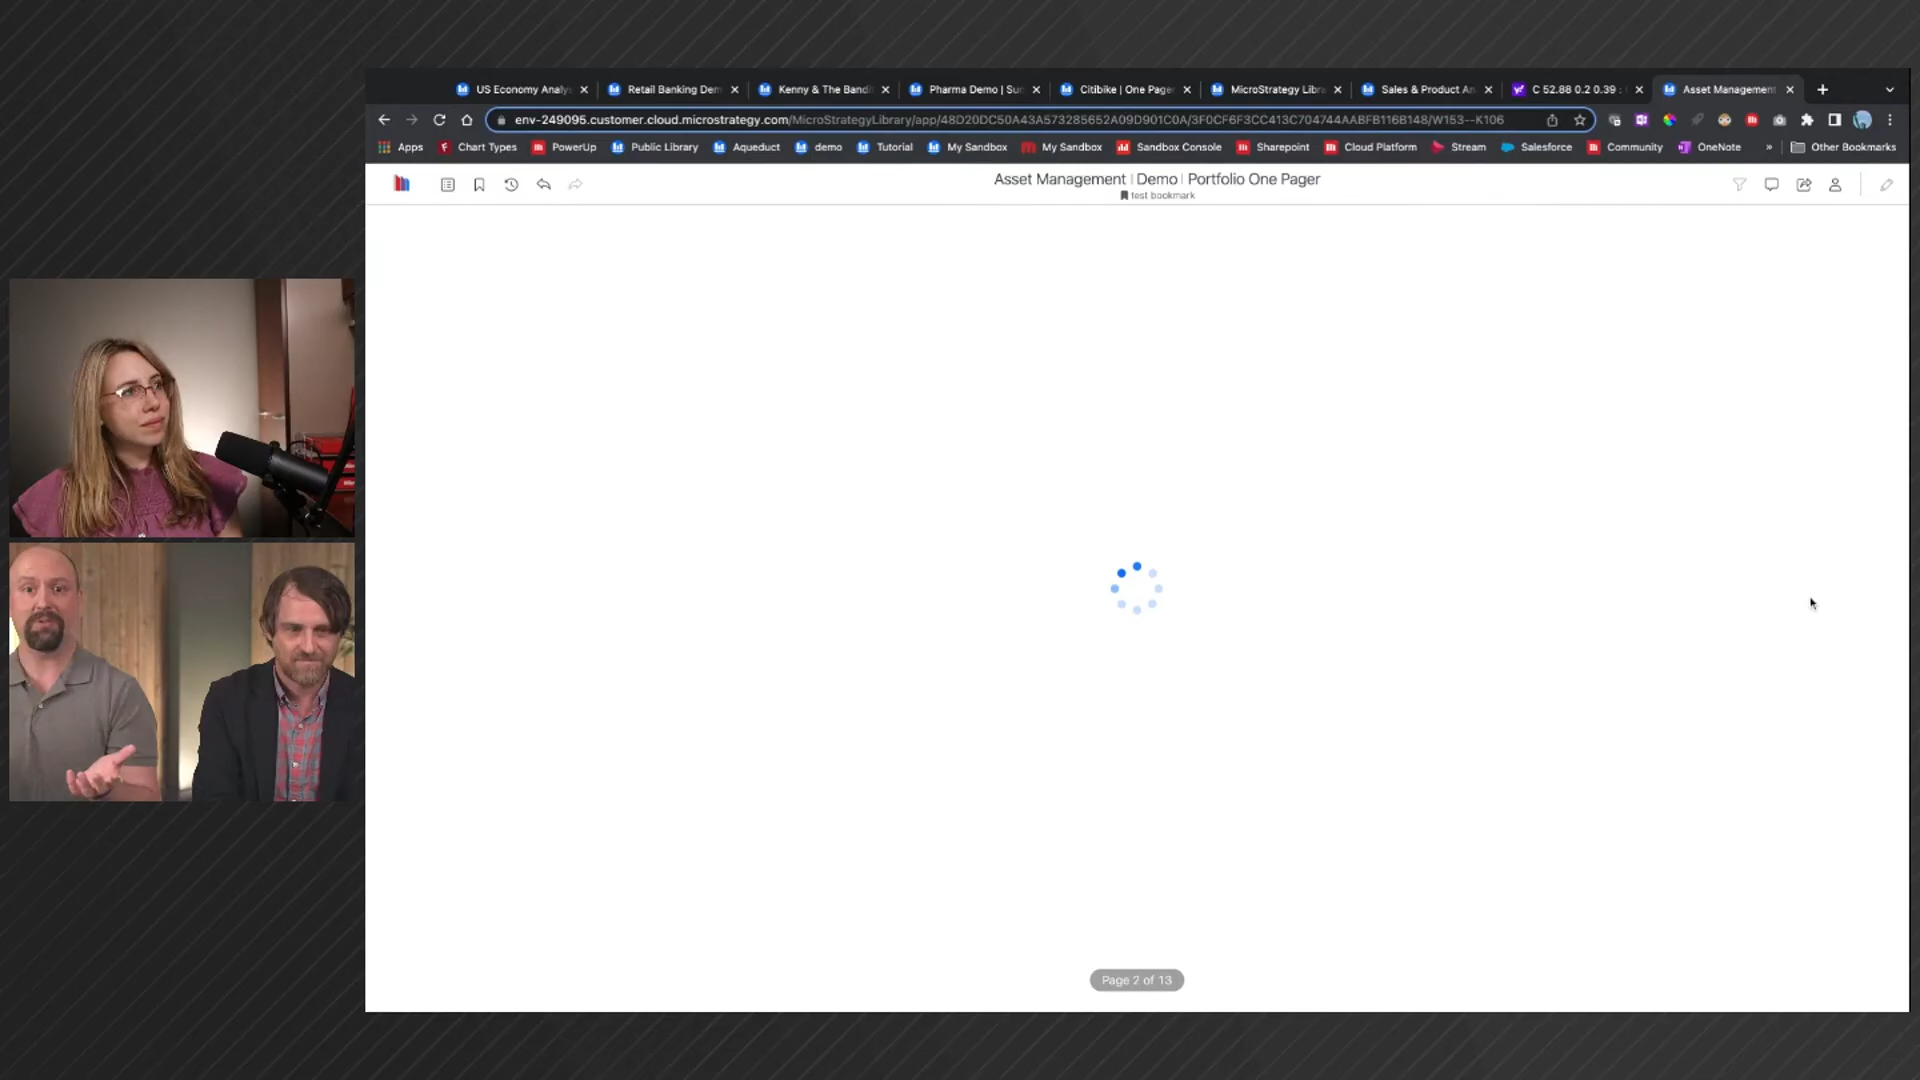 US Economy Analy
Retail Banking Dem
Kenny & The Bandi
Pharma Demo | Su
Citibike | One Page
MicroStrategy Libra
Sales & Product An
C 52.88 0.2 0.39 :
Asset Management
env-249095.customer.cloud.microstrategy.com/MicroStrategyLibrary/app/48D20DC50A43A573285652A09D901C0A/3F0CF6F3CC413C704744AABFB116B148/W153--K106
Apps Chart Types PowerUp Public Library Aqueduct demo Tutorial My Sandbox My Sandbox Sandbox Console Sharepoint Cloud Platform Stream Salesforce Community OneNote » Other Bookmarks
Asset Management | Demo | Portfolio One Pager
test bookmark
Page 2 of 13